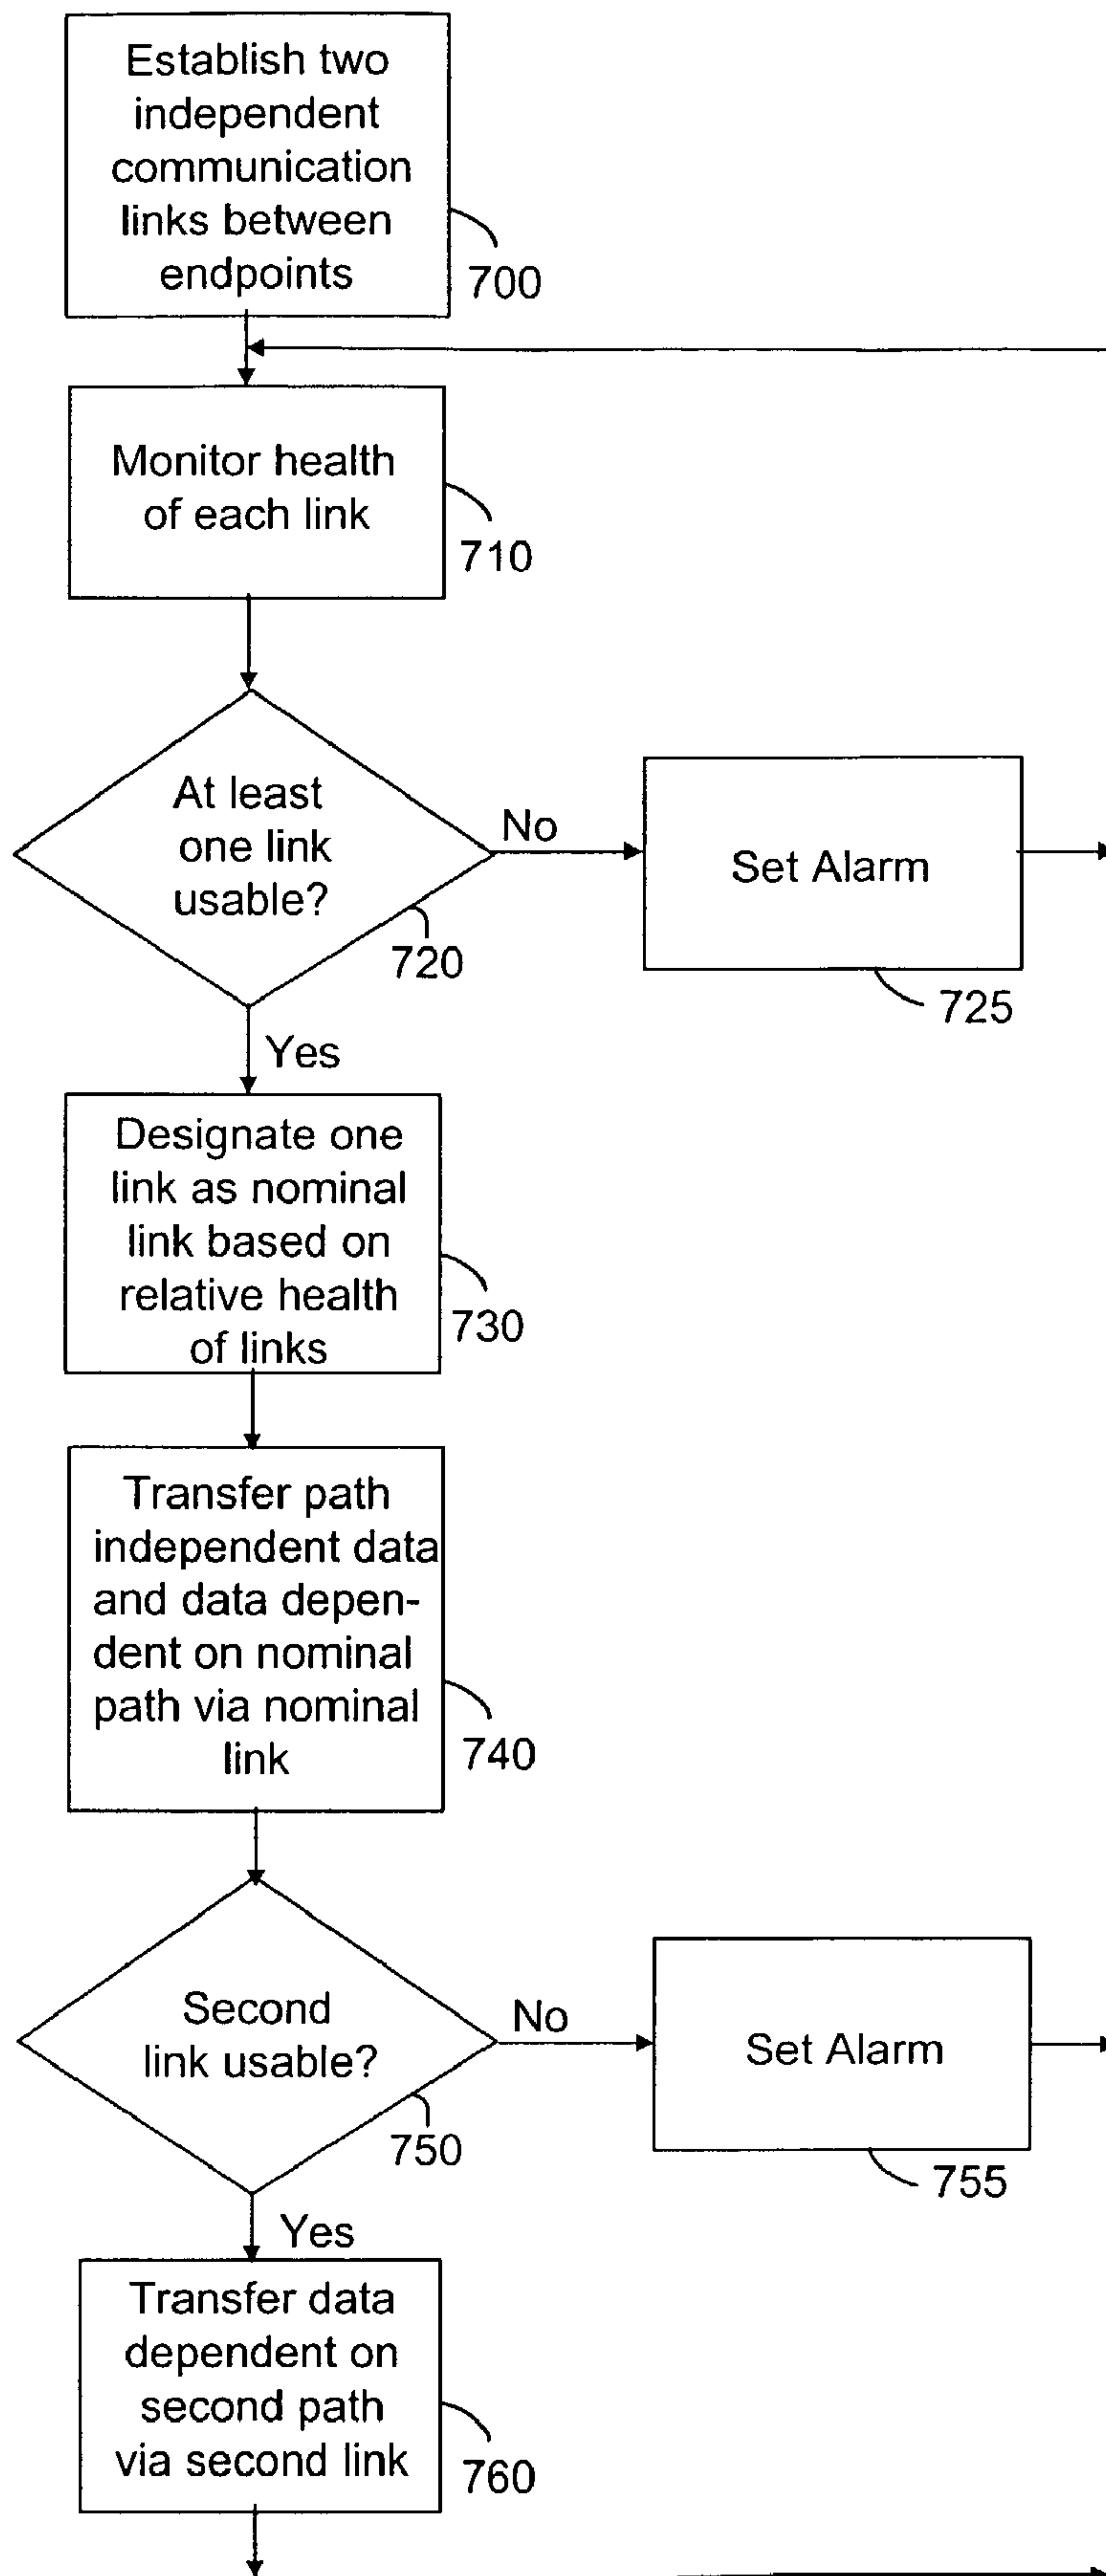 Establish two
independent
communication
links between
endpoints
700
Monitor health
of each link
710
At least
one link
usable?
720
No
Set Alarm
725
Yes
Designate one
link as nominal
link based on
relative health
of links
730
Transfer path
independent data
and data depen-
dent on nominal
path via nominal
link
740
Second
link usable?
750
No
Set Alarm
755
Yes
Transfer data
dependent on
second path
via second link
760